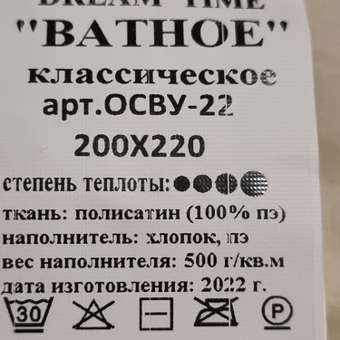 DREAM TIME
"ВАТНОЕ"
классическое
арт.ОСВУ-22
200Х220
степень теплоты:
ткань: полисатин (100% пэ)
наполнитель: хлопок, пэ
вес наполнителя: 500 г/кв.м
дата изготовления: 2022 г.
30 P